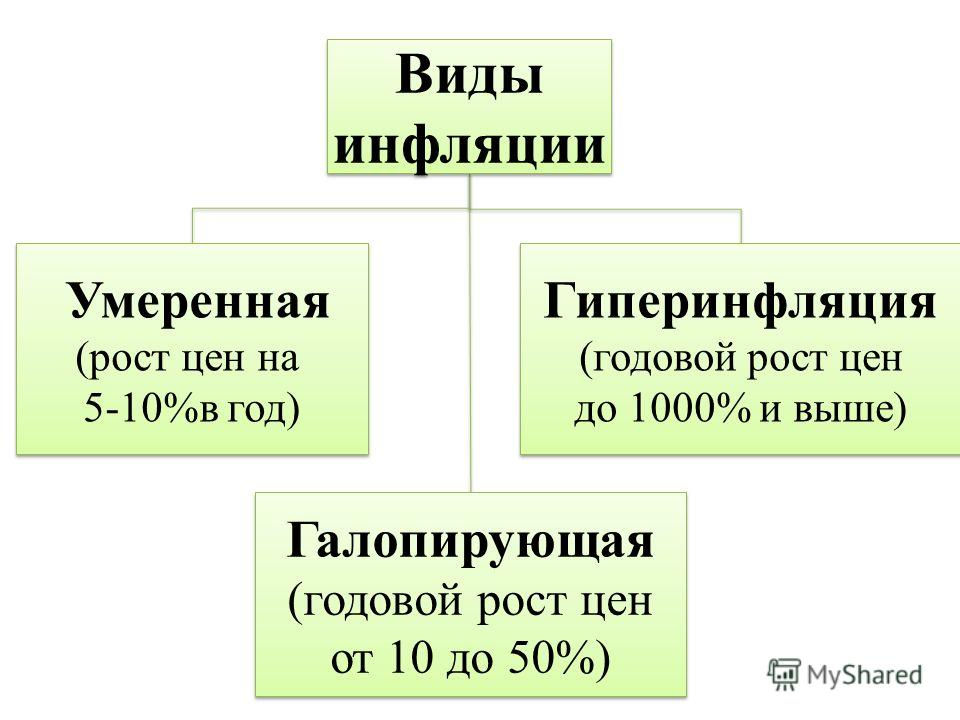 Виды
инфляции
Умеренная
(рост цен на
5-10%в год)
Гиперинфляция
(годовой рост цен
до 1000% и выше)
Галопирующая
(годовой рост цен
от 10 до 50%)
MyShared